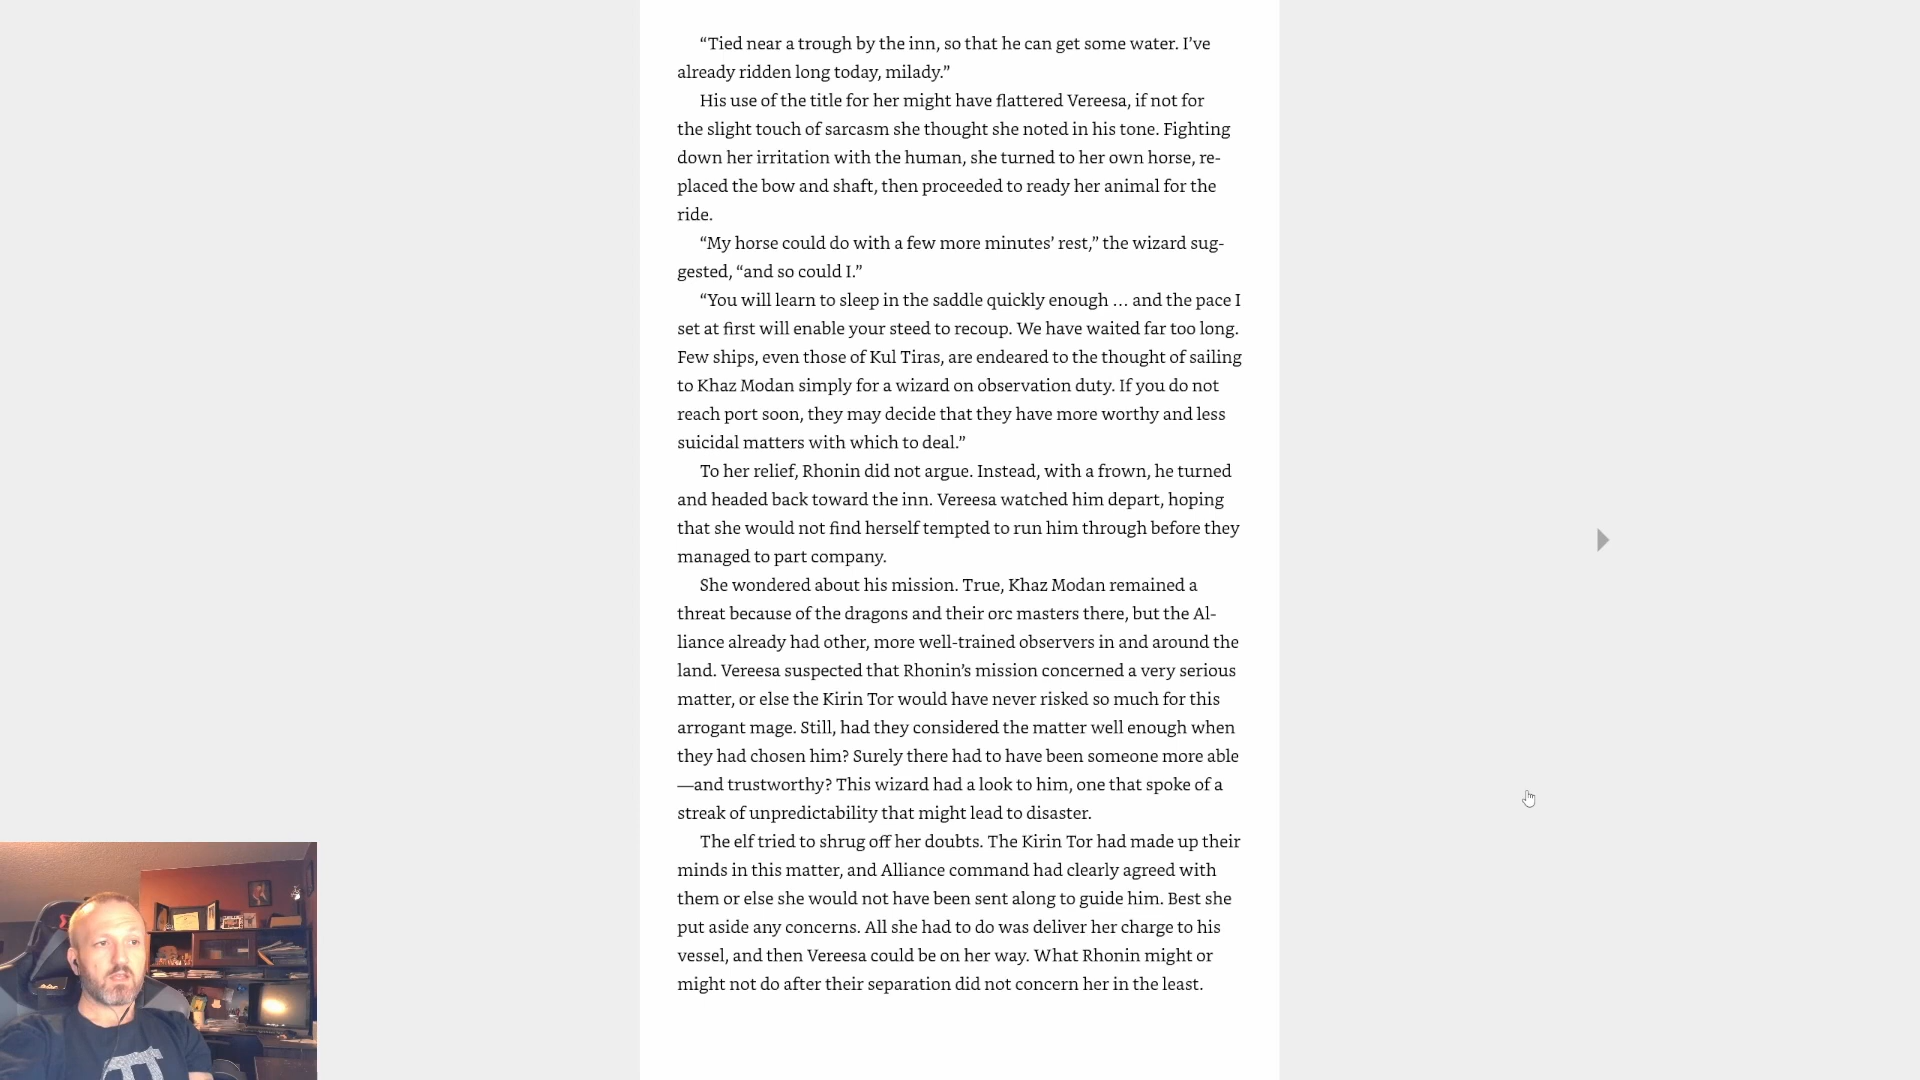 “Tied near a trough by the inn, so that he can get some water. I’ve
already ridden long today, milady.”
His use of the title for her might have flattered Vereesa, if not for
the slight touch of sarcasm she thought she noted in his tone. Fighting
down her irritation with the human, she turned to her own horse, re-
placed the bow and shaft, then proceeded to ready her animal for the
ride.
“My horse could do with a few more minutes’ rest,” the wizard sug-
gested, “and so could I.”
“You will learn to sleep in the saddle quickly enough … and the pace I
set at first will enable your steed to recoup. We have waited far too long.
Few ships, even those of Kul Tiras, are endeared to the thought of sailing
to Khaz Modan simply for a wizard on observation duty. If you do not
reach port soon, they may decide that they have more worthy and less
suicidal matters with which to deal.”
To her relief, Rhonin did not argue. Instead, with a frown, he turned
and headed back toward the inn. Vereesa watched him depart, hoping
that she would not find herself tempted to run him through before they
managed to part company.
She wondered about his mission. True, Khaz Modan remained a
threat because of the dragons and their orc masters there, but the Al-
liance already had other, more well-trained observers in and around the
land. Vereesa suspected that Rhonin’s mission concerned a very serious
matter, or else the Kirin Tor would have never risked so much for this
arrogant mage. Still, had they considered the matter well enough when
they had chosen him? Surely there had to have been someone more able
—and trustworthy? This wizard had a look to him, one that spoke of a
streak of unpredictability that might lead to disaster.
The elf tried to shrug off her doubts. The Kirin Tor had made up their
minds in this matter, and Alliance command had clearly agreed with
them or else she would not have been sent along to guide him. Best she
put aside any concerns. All she had to do was deliver her charge to his
vessel, and then Vereesa could be on her way. What Rhonin might or
might not do after their separation did not concern her in the least.